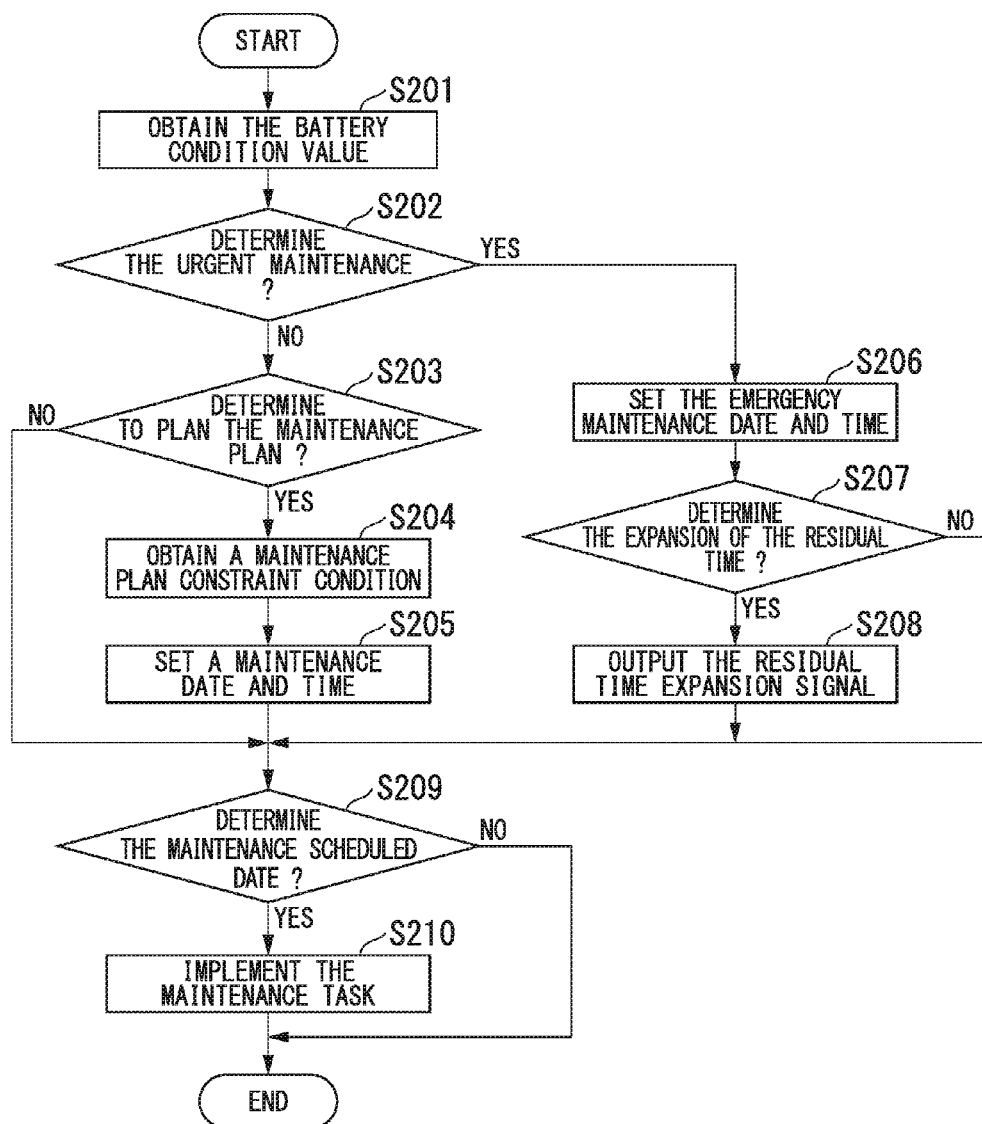 START
S201
OBTAIN THE BATTERY
CONDITION VALUE
S202
DETERMINE
THE URGENT MAINTENANCE
?
YES
NO
S203
DETERMINE
TO PLAN THE MAINTENANCE
PLAN ?
NO
YES
S204
OBTAIN A MAINTENANCE
PLAN CONSTRAINT CONDITION
S205
SET A MAINTENANCE
DATE AND TIME
S206
SET THE EMERGENCY
MAINTENANCE DATE AND TIME
S207
DETERMINE
THE EXPANSION OF THE RESIDUAL
TIME ?
NO
YES
S208
OUTPUT THE RESIDUAL
TIME EXPANSION SIGNAL
S209
DETERMINE
THE MAINTENANCE SCHEDULED
DATE ?
NO
YES
S210
IMPLEMENT THE
MAINTENANCE TASK
END